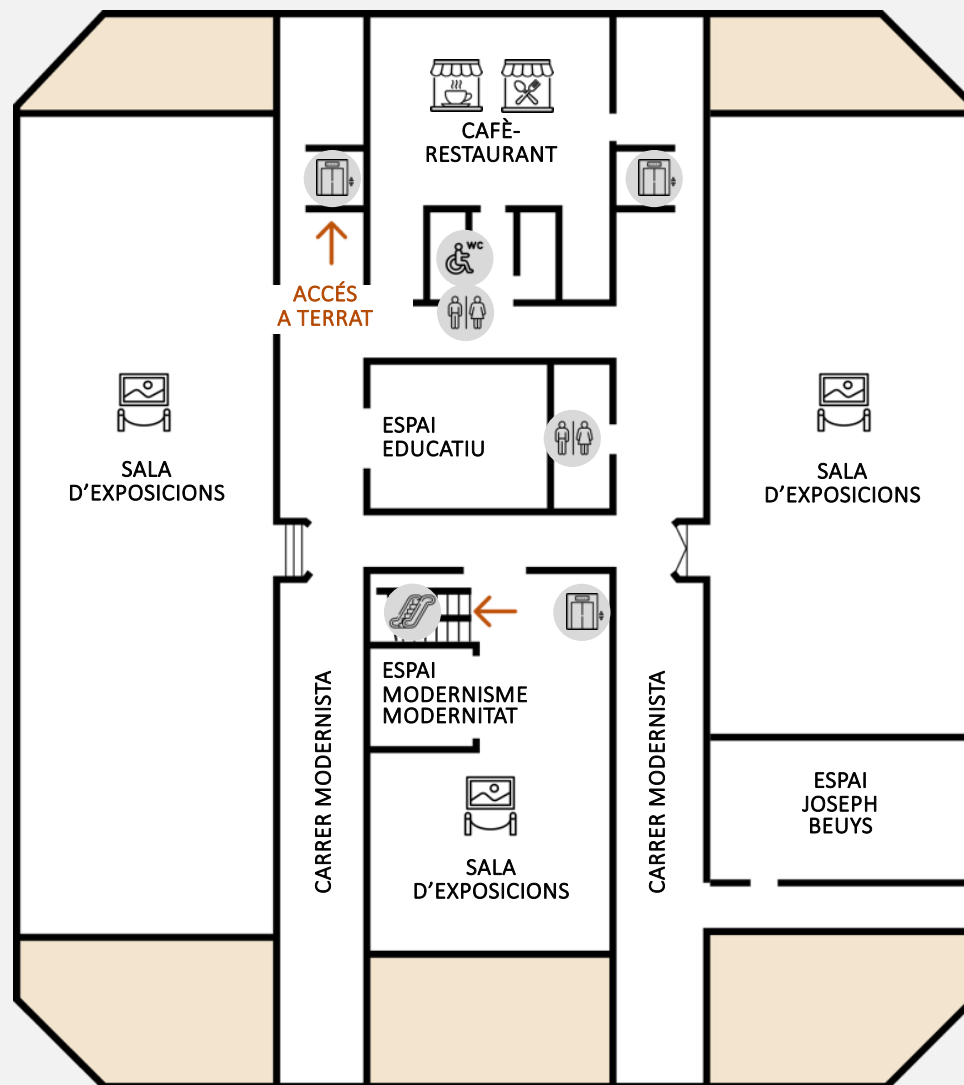 CAFÈ-
RESTAURANT
WC
ACCÉS
A TERRAT
ESPAI
EDUCATIU
SALA
D'EXPOSICIONS
SALA
D'EXPOSICIONS
ESPAI
MODERNISME
MODERNITAT
CARRER MODERNISTA
CARRER MODERNISTA
ESPAI
JOSEPH
BEUYS
SALA
D'EXPOSICIONS